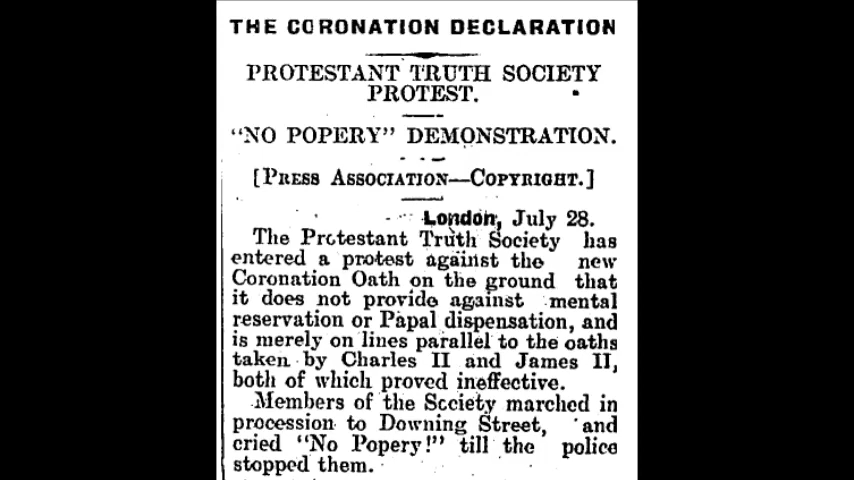 THE CORONATION DECLARATION
PROTESTANT TRUTH SOCIETY
PROTEST.
"NO POPERY" DEMONSTRATION.
[PRESS ASSOCIATION—COPYRIGHT.]
London, July 28.
The Protestant Truth Society has
entered a protest against the new
Coronation Oath on the ground that
it does not provide against mental
reservation or Papal dispensation, and
is merely on lines parallel to the oaths
taken by Charles II and James II,
both of which proved ineffective.
Members of the Society marched in
procession to Downing Street, and
cried "No Popery!" till the police
stopped them.